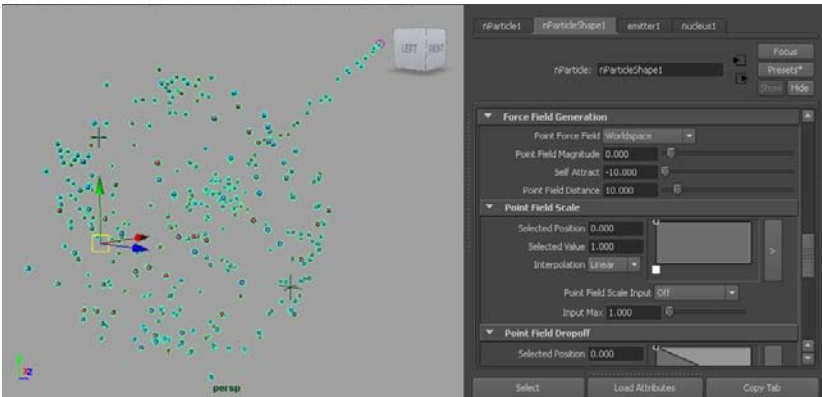 nParticle1 nParticleShape1 emitter1 nucleus1
LEFT FRONT
Focus
nParticle: nParticleShape1 Presets*
Show Hide
Force Field Generation
Point Force Field Worldspace
Point Field Magnitude 0.000
Self Attract -10.000
Point Field Distance 10.000
Point Field Scale
Selected Position 0.000
Selected Value 1.000
>
Interpolation Linear
Point Field Scale Input Off
Input Max 1.000
Point Field Dropoff
Selected Position 0.000
persp
Select Load Attributes Copy Tab